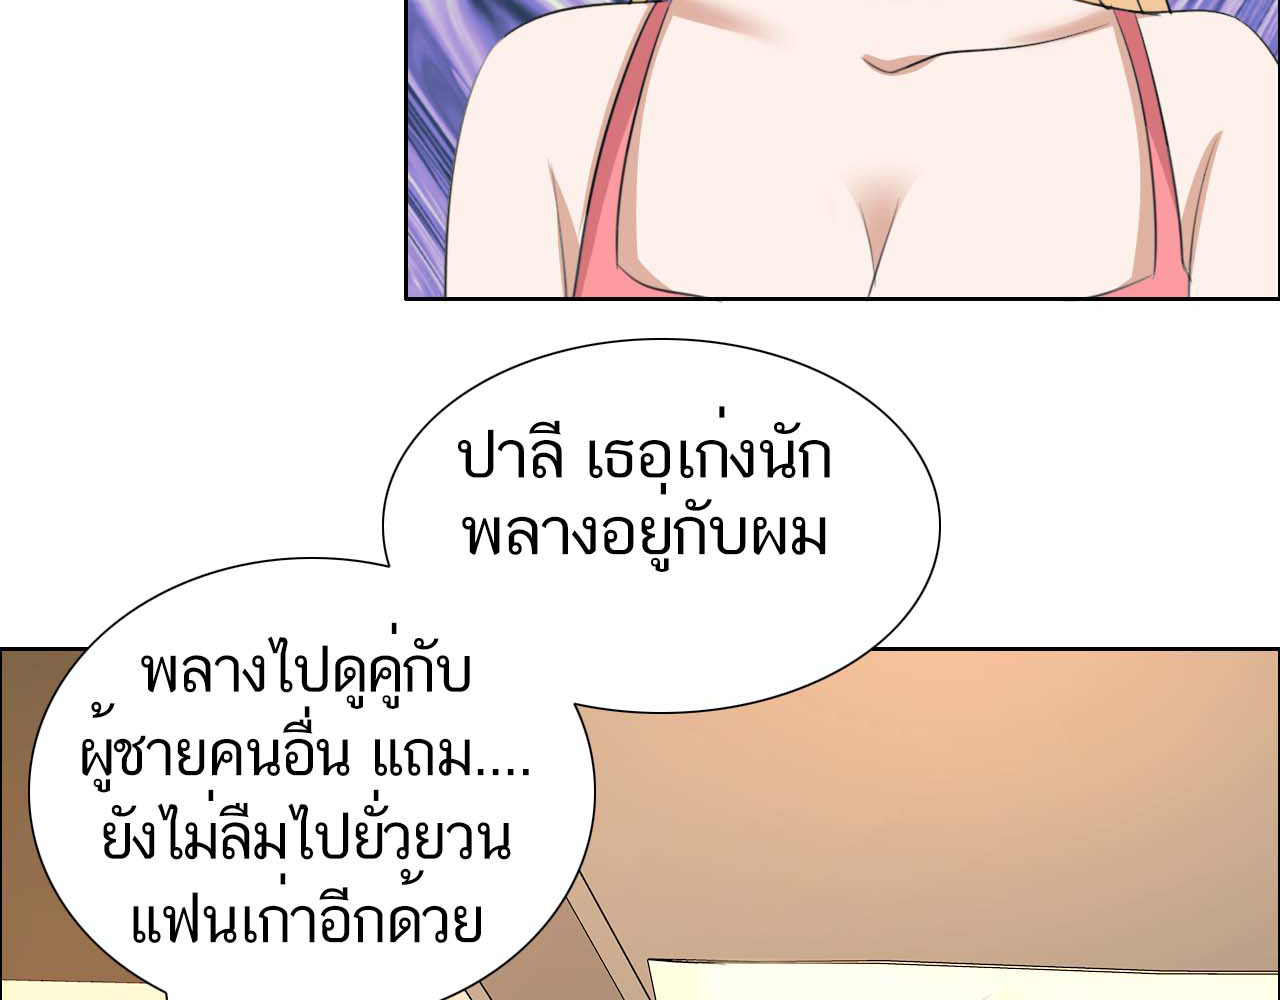 ปาลี เธอเก่งนัก
พลางอยู่กับผม
พลางไปดูคู่กับ
ผู้ชายคนอื่น แถม....
ยังไม่ลืมไปยั่วยวน
แฟนเก่าอีกด้วย